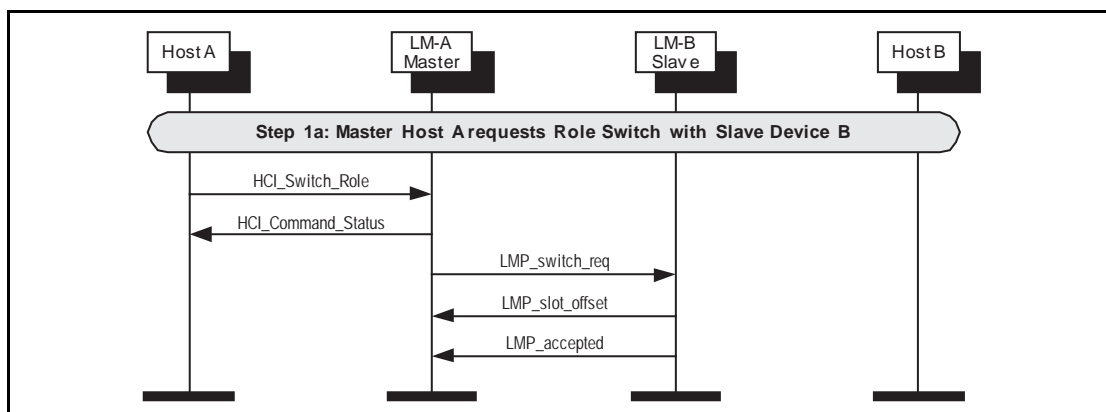 Host A
LM-A
Master
LM-B
Slave
Host B
Step 1a: Master Host A requests Role Switch with Slave Device B
HCI_Switch_Role
HCI_Command_Status
LMP_switch_req
LMP_slot_offset
LMP_accepted